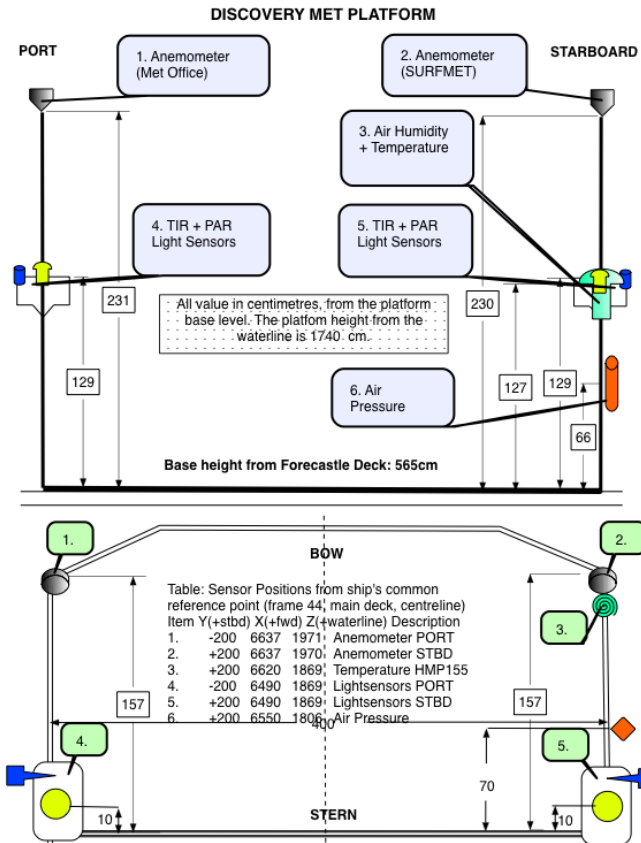 DISCOVERY MET PLATFORM
PORT
STARBOARD
1. Anemometer
(Met Office)
2. Anemometer
(SURFMET)
3. Air Humidity
+ Temperature
4. TIR + PAR
Light Sensors
5. TIR + PAR
Light Sensors
231
230
All value in centimetres, from the platform
base level. The platfom height from the
waterline is 1740 cm.
129
127
129
6. Air
Pressure
66
Base height from Forecastle Deck: 565cm
1.
BOW
2.
Table: Sensor Positions from ship's common
reference point (frame 44, main deck, centreline)
Item Y(+stbd) X(+fwd) Z(+waterline) Description
1. -200 6637 1971 Anemometer PORT
2. +200 6637 1970 Anemometer STBD
3. +200 6620 1869 Temperature HMP155
4. -200 6490 1869 Lightsensors PORT
5. +200 6490 1869 Lightsensors STBD
6. +200 6550 1806 Air Pressure
3.
157
157
400
4.
5.
70
10
STERN
10